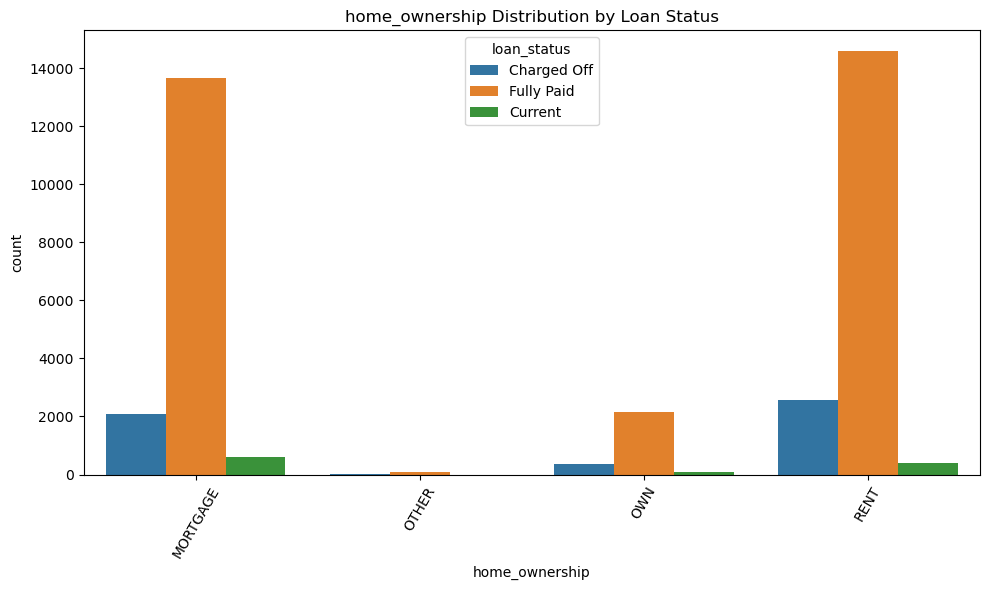 home_ownership Distribution by Loan Status
loan_status
Charged Off
Fully Paid
Current
count
14000
12000
10000
8000
6000
4000
2000
0
MORTGAGE
OTHER
OWN
RENT
home_ownership